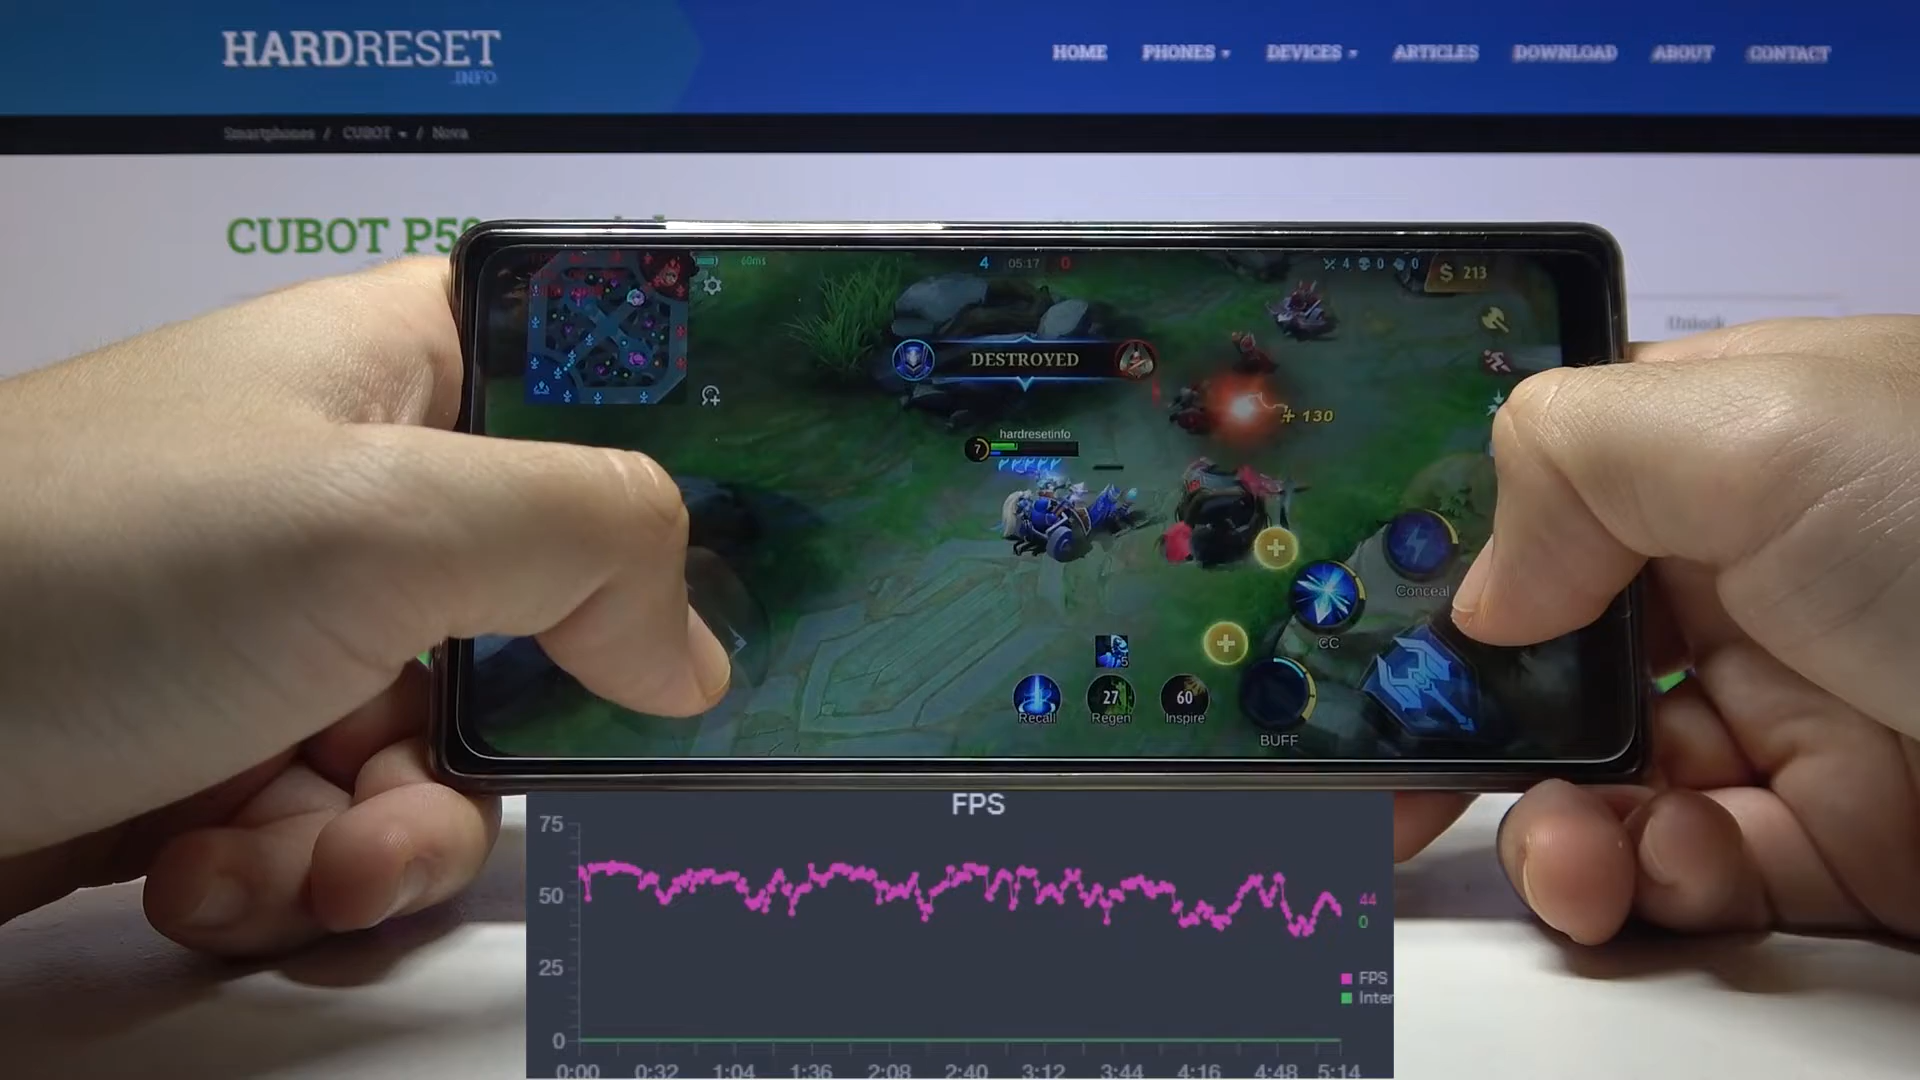 HARDRESET
.INFO
HOME PHONES DEVICES ARTICLES DOWNLOAD ABOUT CONTACT
Smartphones / CUBOT / Nova
CUBOT P50
Unlock
60ms
4 05:17 0
4 0 0
$ 213
DESTROYED
+ 130
hardresetinfo
7
Conceal
CC
5
27
60
Recall
Regen
Inspire
BUFF
FPS
75
50
25
0
44
0
FPS
Inter
0:00 0:32 1:04 1:36 2:08 2:40 3:12 3:44 4:16 4:48 5:14